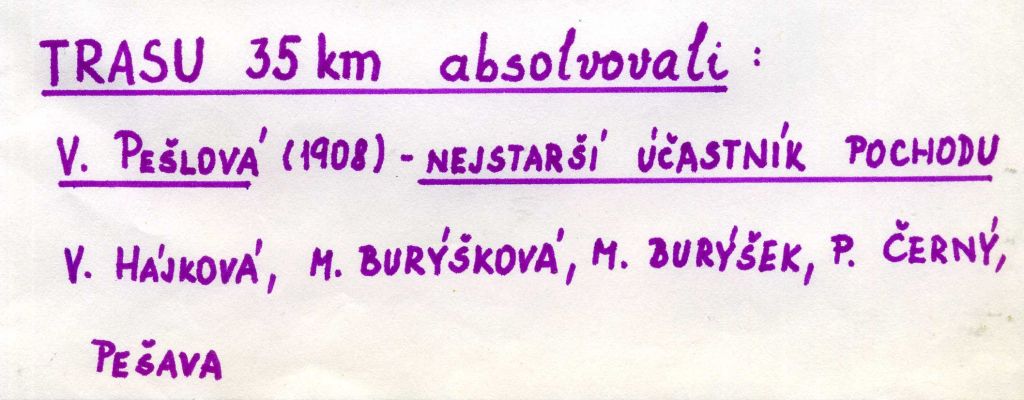 TRASU 35 km absolvovali:
V. PEŠLOVÁ (1908) - NEJSTARŠÍ ÚČASTNÍK POCHODU
V. HÁJKOVÁ, M. BURÝŠKOVÁ, M. BURÝŠEK, P. ČERNÝ,
PEŠAVA